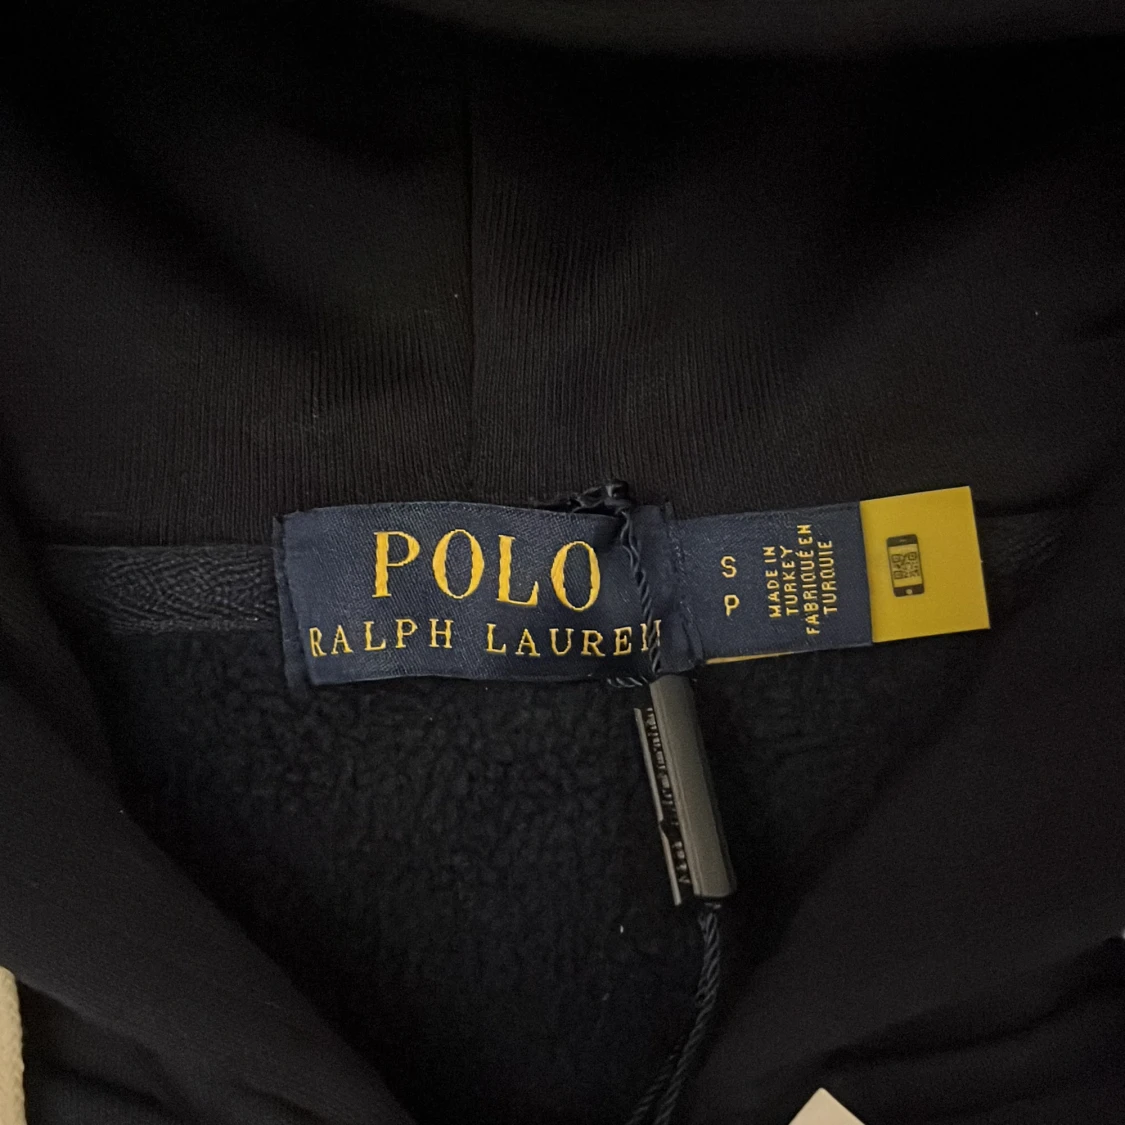 POLO
RALPH LAUREN
S
P
MADE IN
TURKEY
FABRIQUÉ EN
TURQUIE